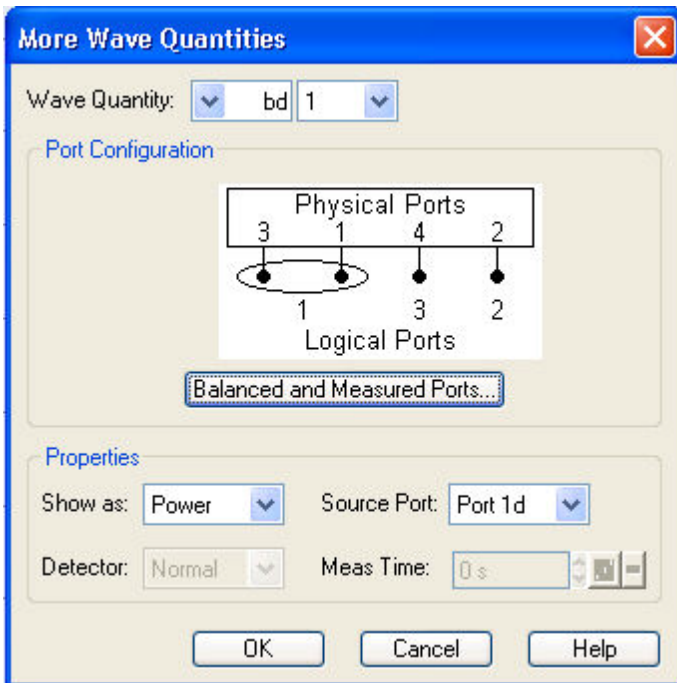 More Wave Quantities
Wave Quantity: bd 1
Port Configuration
Physical Ports
3 1 4 2
1 3 2
Logical Ports
Balanced and Measured Ports...
Properties
Show as: Power Source Port: Port 1d
Detector: Normal Meas Time: 0 s
OK Cancel Help